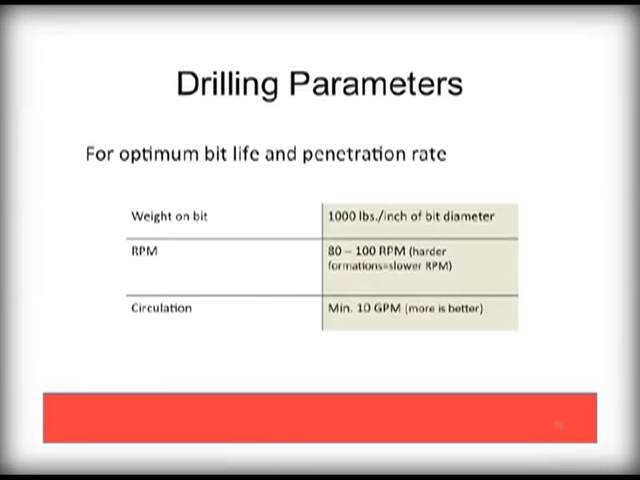 Drilling Parameters
For optimum bit life and penetration rate
Weight on bit
1000 lbs./inch of bit diameter
RPM
80 – 100 RPM (harder
formations=slower RPM)
Circulation
Min. 10 GPM (more is better)